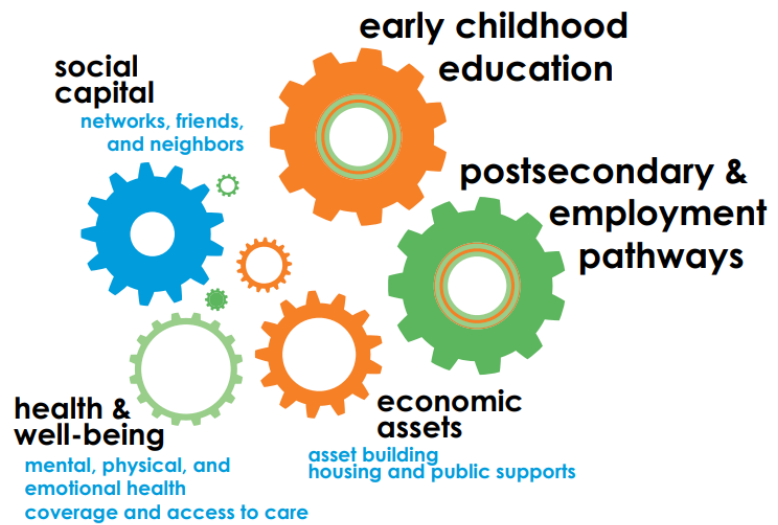 early childhood
education
social
capital
networks, friends,
and neighbors
postsecondary &
employment
pathways
economic
assets
asset building
housing and public supports
health &
well-being
mental, physical, and
emotional health
coverage and access to care